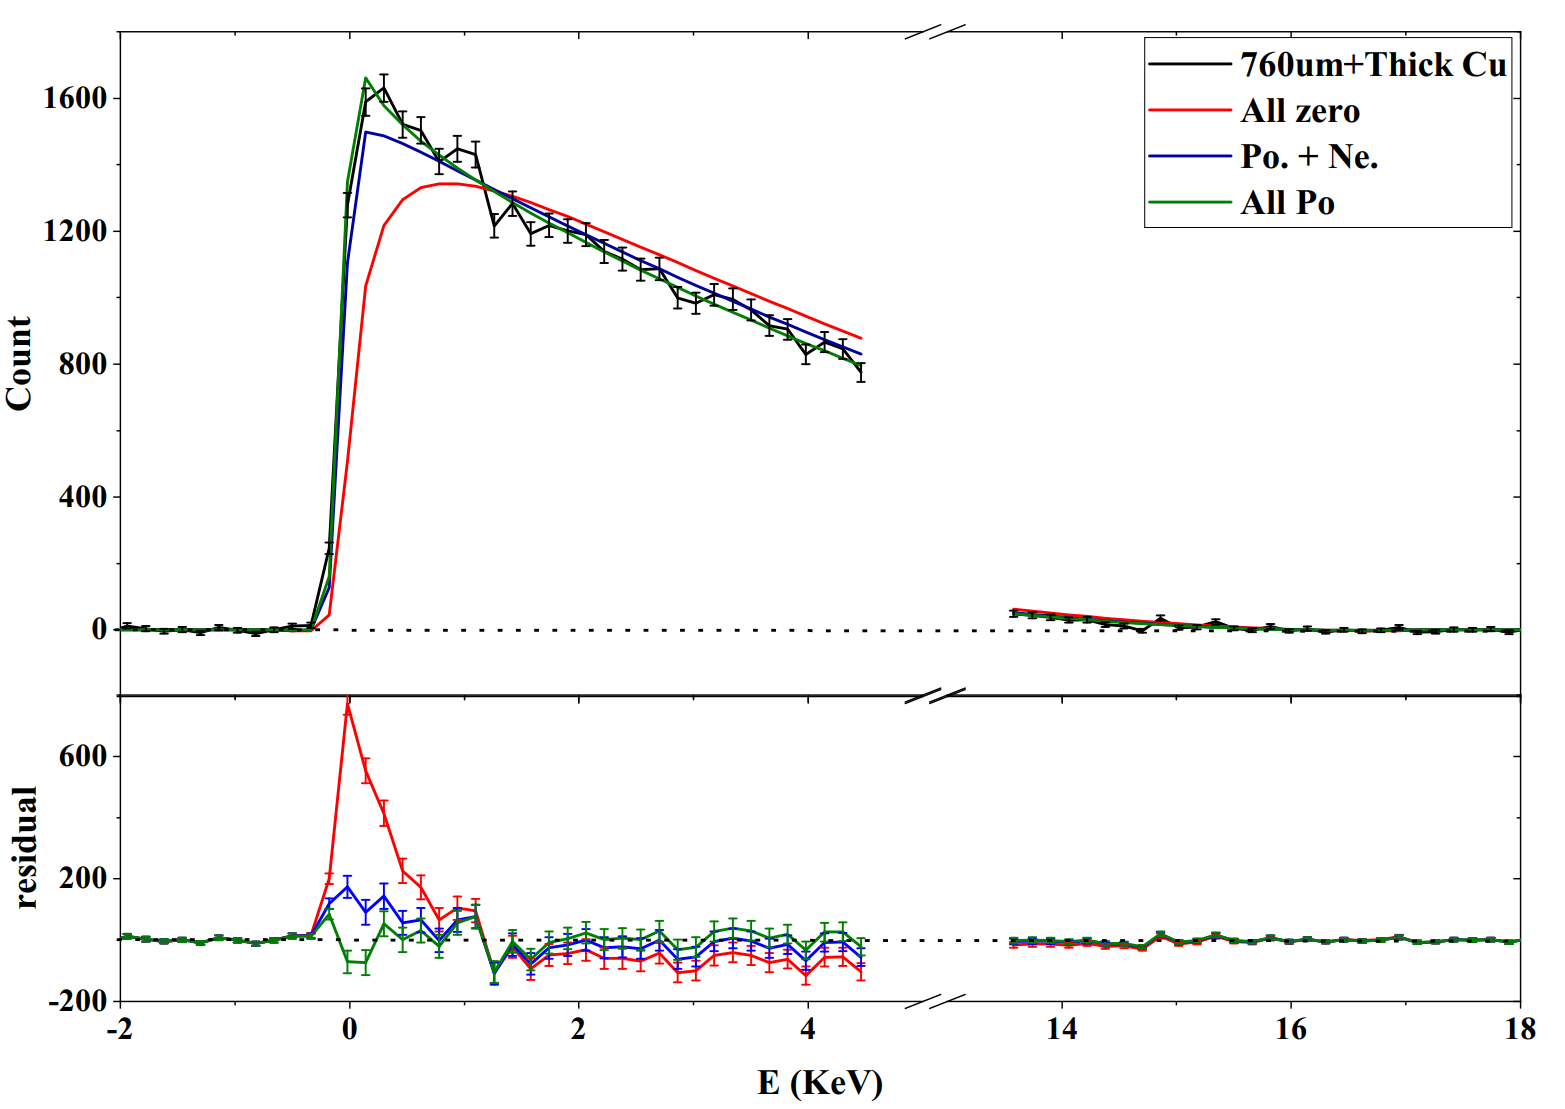 760um+Thick Cu
All zero
Po. + Ne.
All Po
1600
1200
800
400
0
Count
600
200
-200
residual
-2 0 2 4 14 16 18
E (KeV)